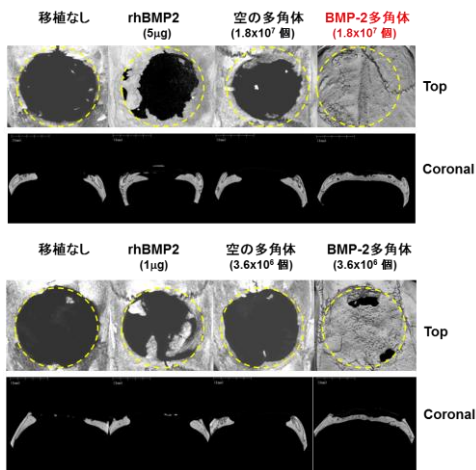 移植なし rhBMP2 空の多角体 BMP-2多角体
(5μg) (1.8x10⁷ 個) (1.8x10⁷ 個)
Top
Coronal
移植なし rhBMP2 空の多角体 BMP-2多角体
(1μg) (3.6x10⁶ 個) (3.6x10⁶ 個)
Top
Coronal